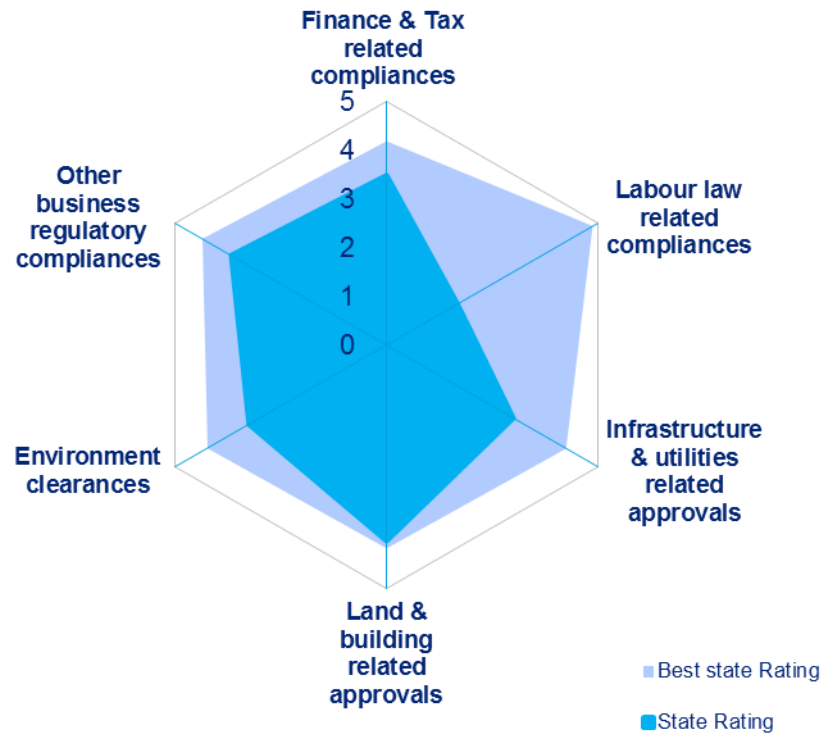 Finance & Tax
related
compliances
5
4
3
2
1
0
Labour law
related
compliances
Infrastructure
& utilities
related
approvals
Land &
building
related
approvals
Environment
clearances
Other
business
regulatory
compliances
Best state Rating
State Rating